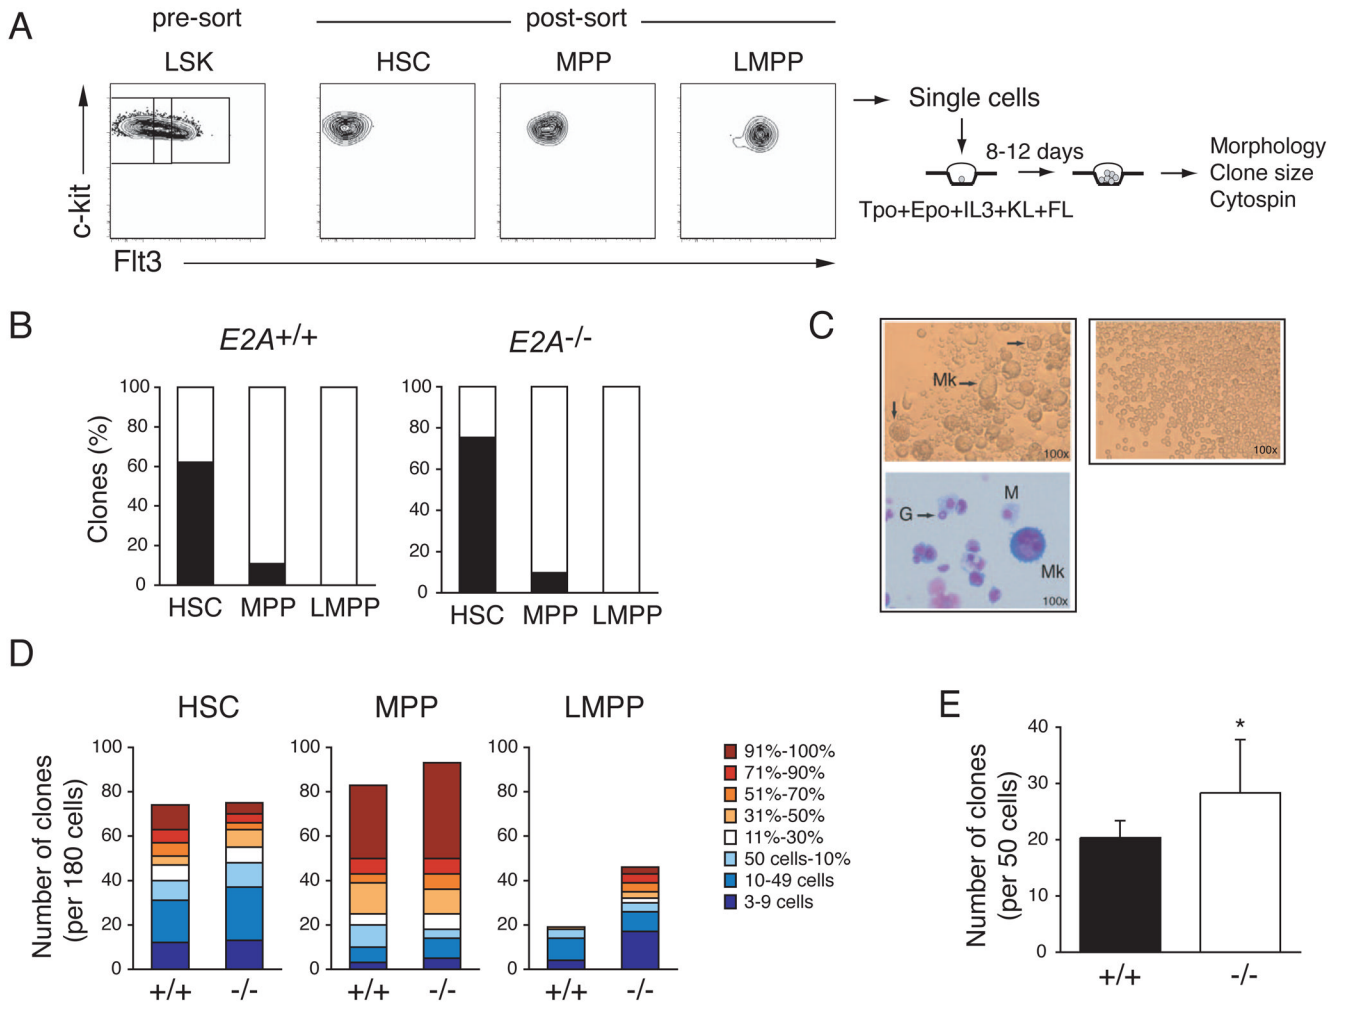 A
pre-sort
post-sort
LSK
HSC
MPP
LMPP
c-kit
Flt3
Single cells
8-12 days
Tpo+Epo+IL3+KL+FL
Morphology
Clone size
Cytospin
B
E2A+/+
E2A-/-
Clones (%)
100
80
60
40
20
0
HSC
MPP
LMPP
100
80
60
40
20
0
HSC
MPP
LMPP
C
Mk
100x
100x
G
M
Mk
100x
D
HSC
MPP
LMPP
Number of clones
(per 180 cells)
100
80
60
40
20
0
+/+
-/-
100
80
60
40
20
0
+/+
-/-
100
80
60
40
20
0
+/+
-/-
91%-100%
71%-90%
51%-70%
31%-50%
11%-30%
50 cells-10%
10-49 cells
3-9 cells
E
Number of clones
(per 50 cells)
40
30
20
10
0
*
+/+
-/-